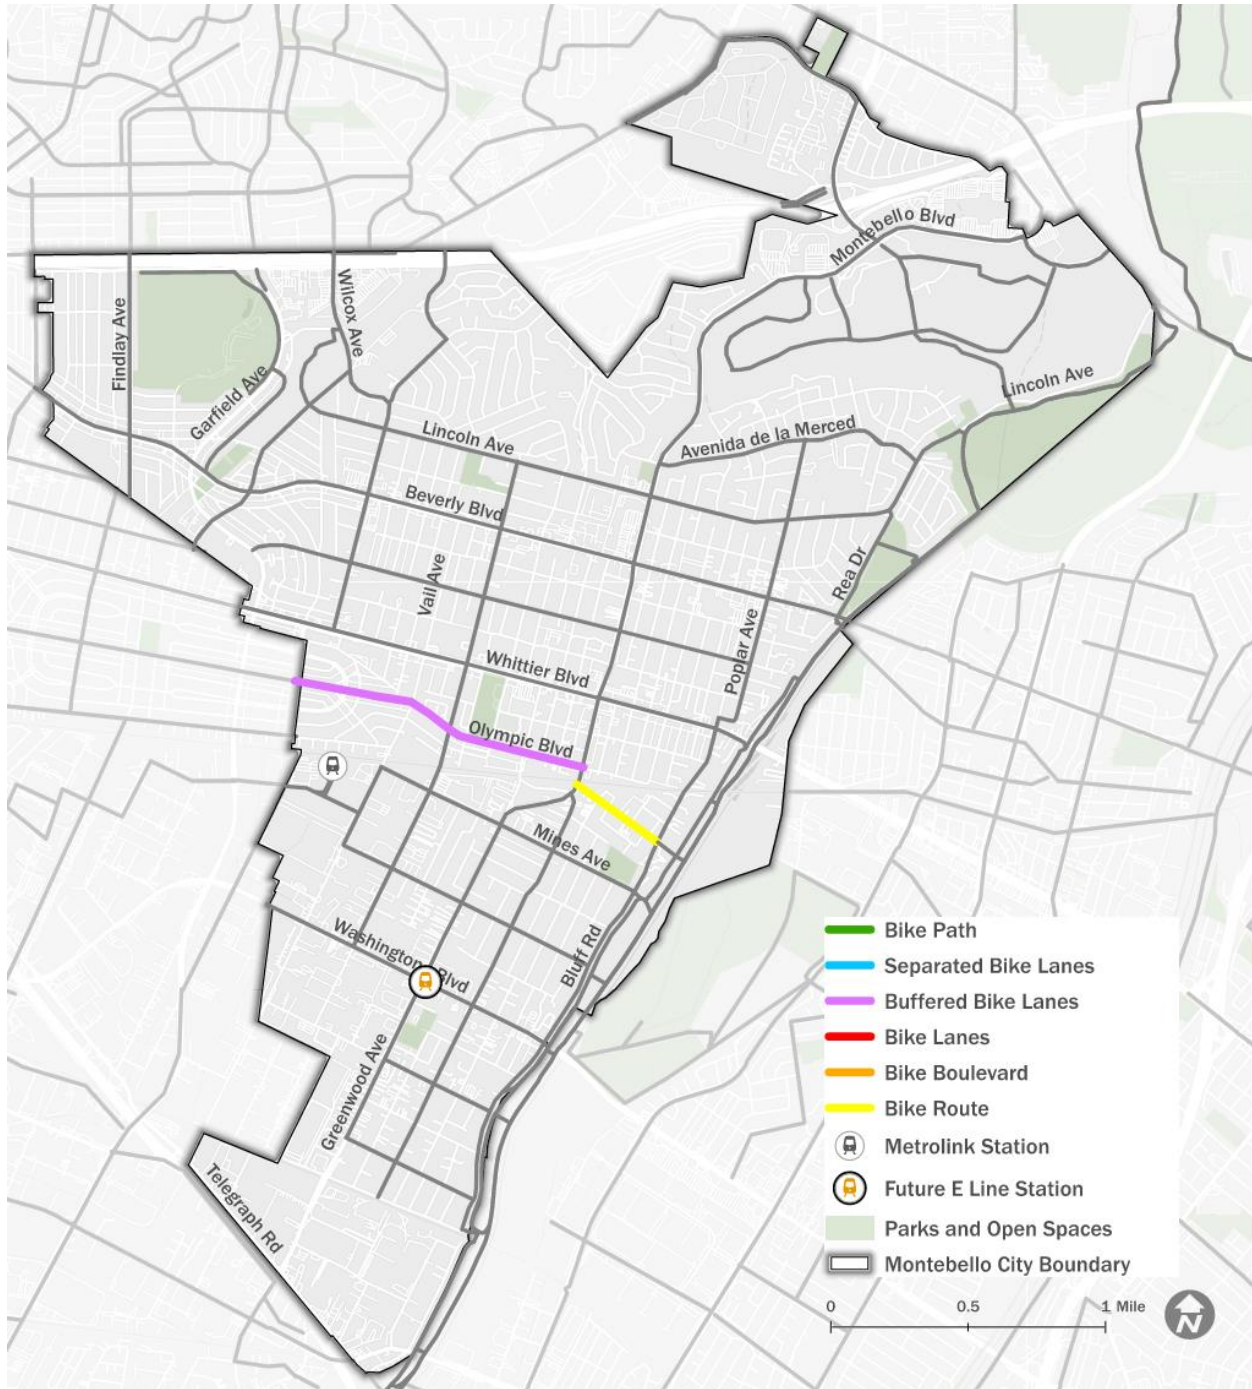 Montebello Blvd
Findlay Ave
Wilcox Ave
Garfield Ave
Lincoln Ave
Lincoln Ave
Avenida de la Merced
Beverly Blvd
Vail Ave
Rea Dr
Poplar Ave
Whittier Blvd
Olympic Blvd
Mines Ave
Washington Blvd
Bluff Rd
Greenwood Ave
Telegraph Rd
Bike Path
Separated Bike Lanes
Buffered Bike Lanes
Bike Lanes
Bike Boulevard
Bike Route
Metrolink Station
Future E Line Station
Parks and Open Spaces
Montebello City Boundary
0 0.5 1 Mile
N